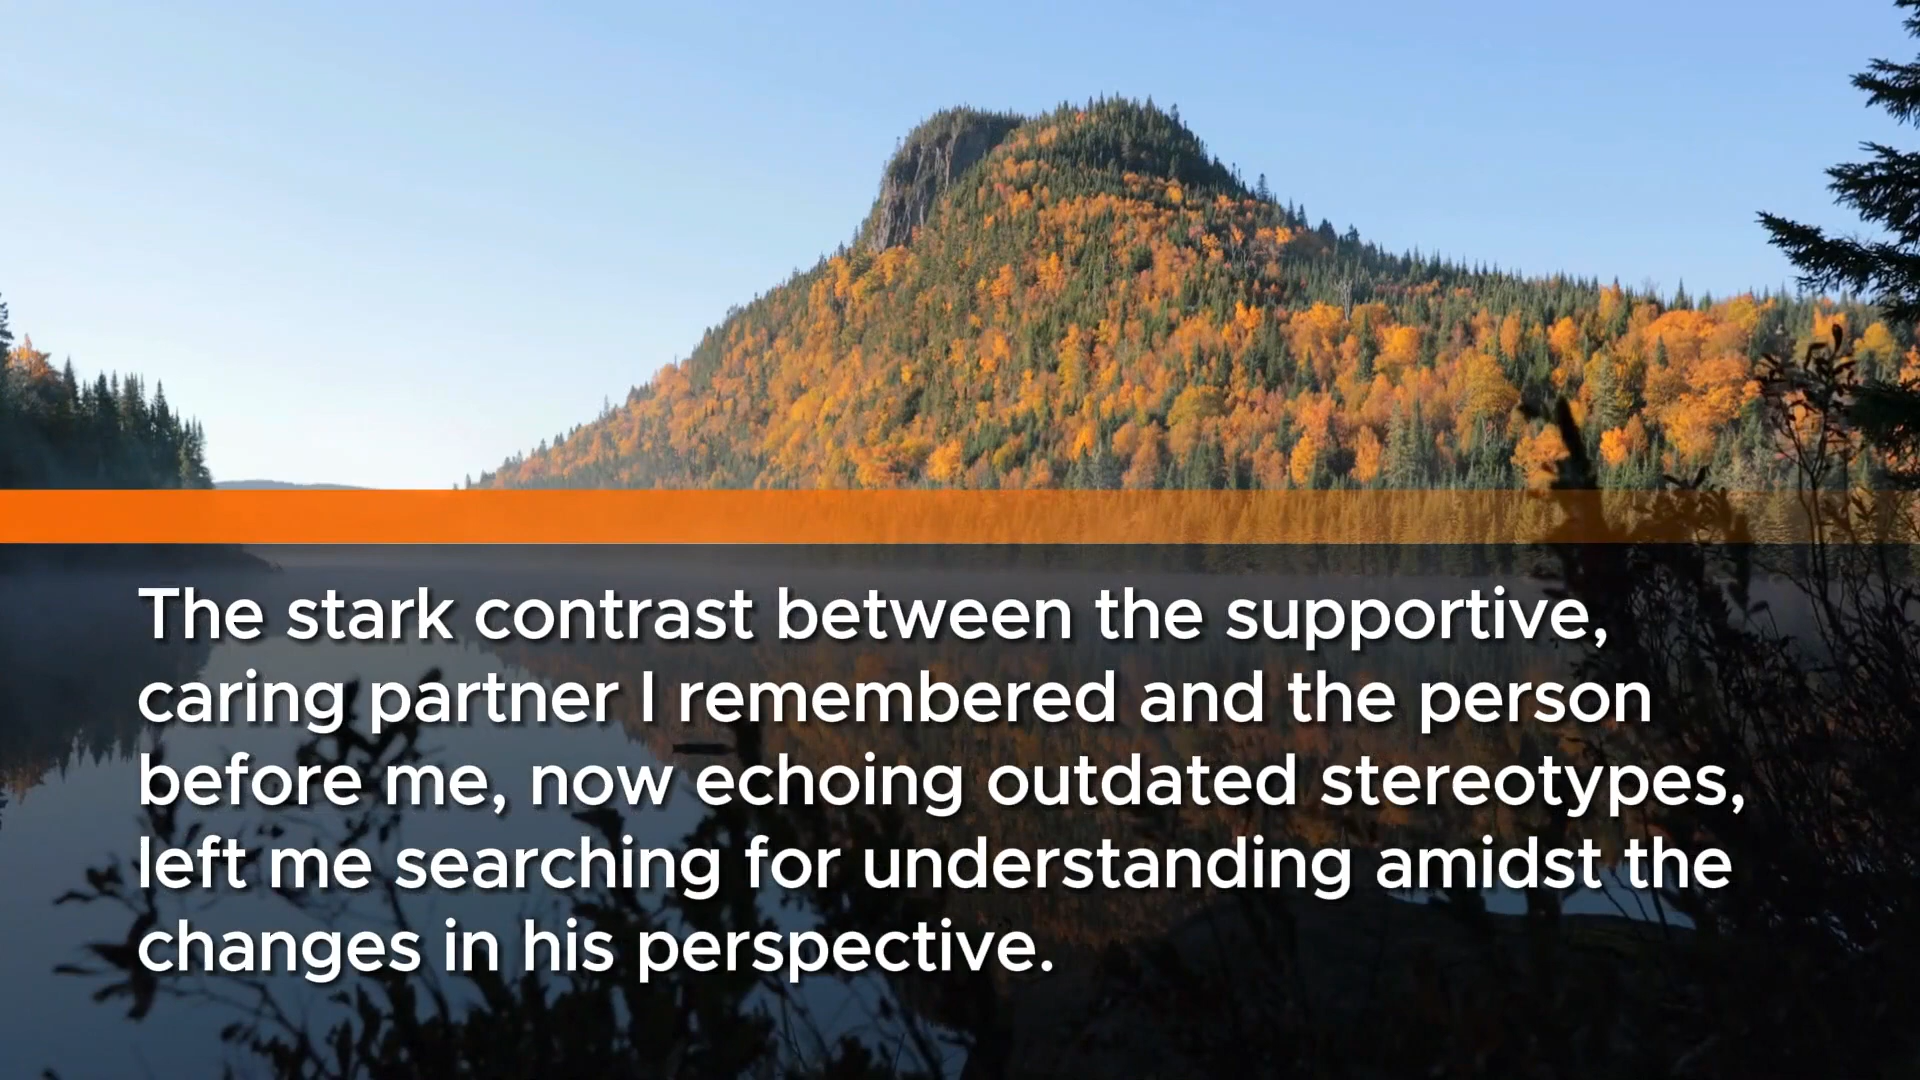 The stark contrast between the supportive,
caring partner I remembered and the person
before me, now echoing outdated stereotypes,
left me searching for understanding amidst the
changes in his perspective.